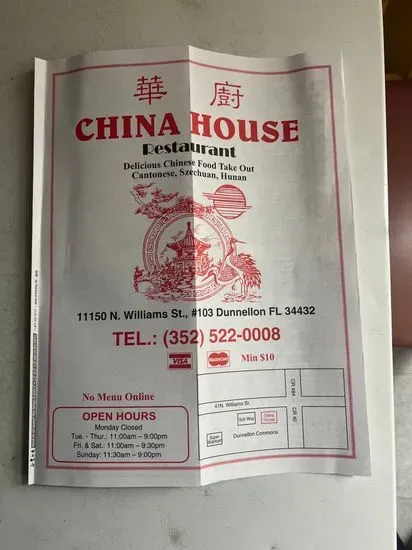 華 廚
CHINA HOUSE
Restaurant
Delicious Chinese Food Take Out
Cantonese, Szechuan, Hunan
11150 N. Williams St., #103 Dunnellon FL 34432
TEL.: (352) 522-0008
VISA MasterCard Min $10
No Menu Online
OPEN HOURS
Monday Closed
Tue. - Thur.: 11:00am – 9:00pm
Fri. & Sat.: 11:00am – 9:30pm
Sunday: 11:30am – 9:00pm
CR 484
41N. Williams St.
Sub Way
China House
CR 40
Super Walmart
Dunnellon Commons